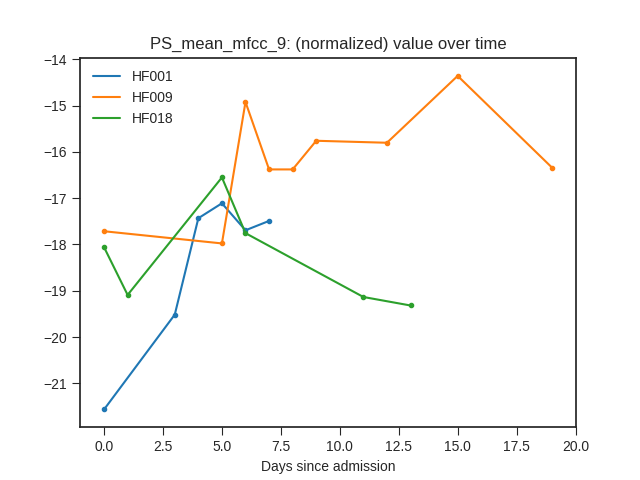 PS_mean_mfcc_9: (normalized) value over time
HF001
HF009
HF018
−14
−15
−16
−17
−18
−19
−20
−21
0.0 2.5 5.0 7.5 10.0 12.5 15.0 17.5 20.0
Days since admission